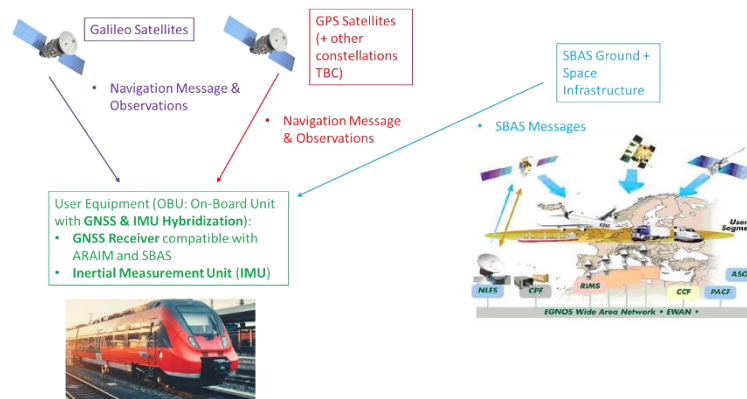 Galileo Satellites
GPS Satellites
(+ other
constellations
TBC)
SBAS Ground +
Space
Infrastructure
• Navigation Message &
Observations
• Navigation Message
& Observations
• SBAS Messages
User Equipment (OBU: On-Board Unit
with GNSS & IMU Hybridization):
• GNSS Receiver compatible with
ARAIM and SBAS
• Inertial Measurement Unit (IMU)
User
Segme
NLES
CPF
RIMS
CCF
PACF
ASQ
EGNOS Wide Area Network • EWAN •